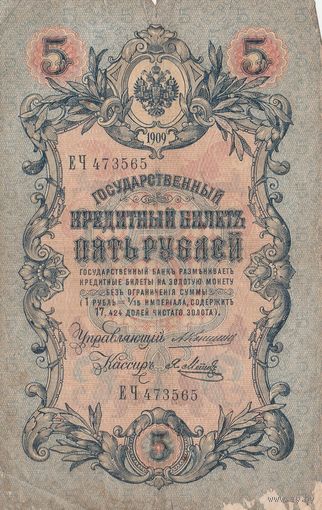 5 5
1909
ЕЧ 473565
ГОСУДАРСТВЕННЫЙ
КРЕДИТНЫЙ БИЛЕТЪ
ПЯТЬ РУБЛЕЙ
ГОСУДАРСТВЕННЫЙ БАНКЪ РАЗМѢНИВАЕТЪ
КРЕДИТНЫЕ БИЛЕТЫ НА ЗОЛОТУЮ МОНЕТУ
БЕЗЪ ОГРАНИЧЕНІЯ СУММЫ
(1 РУБЛЬ = 1/15 ИМПЕРІАЛА, СОДЕРЖИТЪ
17,424 ДОЛЕЙ ЧИСТАГО ЗОЛОТА).
Управляющій
Кассиръ
ЕЧ 473565
5